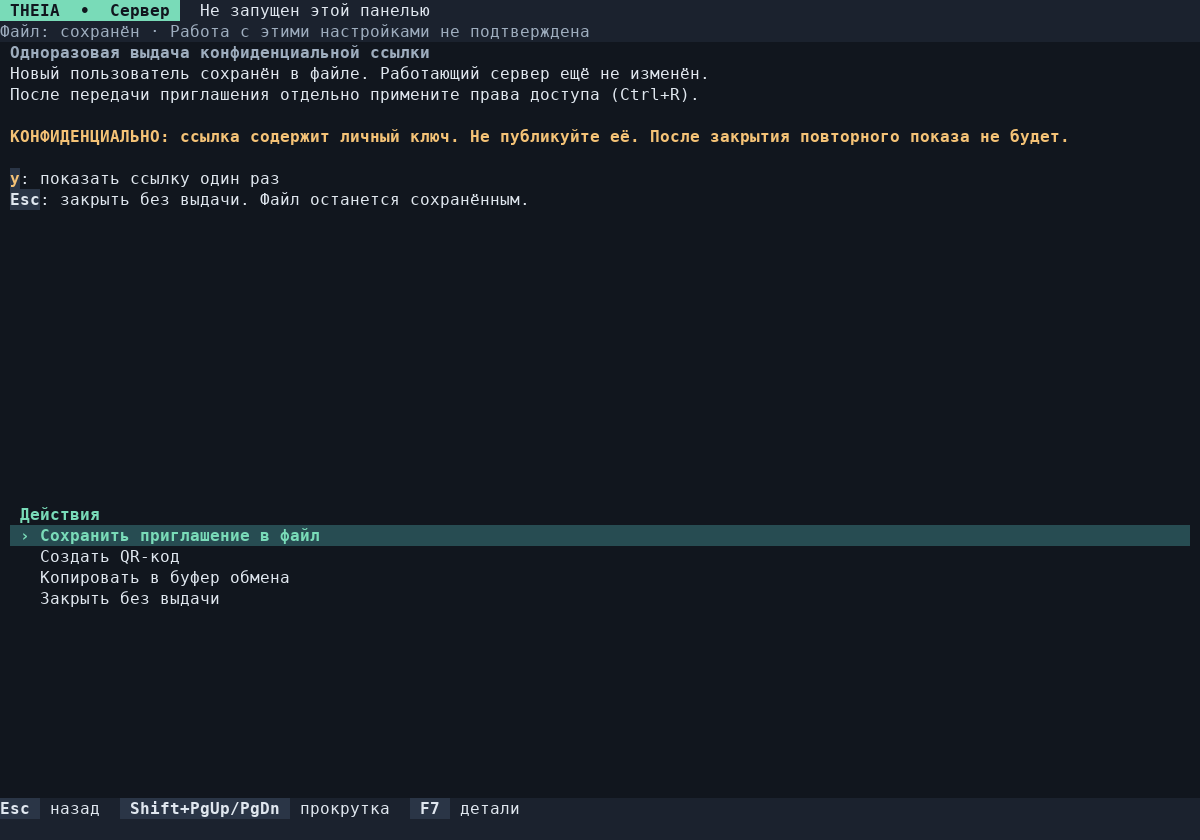 THEIA • Сервер Не запущен этой панелью
Файл: сохранён · Работа с этими настройками не подтверждена
Одноразовая выдача конфиденциальной ссылки
Новый пользователь сохранён в файле. Работающий сервер ещё не изменён.
После передачи приглашения отдельно примените права доступа (Ctrl+R).
КОНФИДЕНЦИАЛЬНО: ссылка содержит личный ключ. Не публикуйте её. После закрытия повторного показа не будет.
y: показать ссылку один раз
Esc: закрыть без выдачи. Файл останется сохранённым.
Действия
› Сохранить приглашение в файл
Создать QR-код
Копировать в буфер обмена
Закрыть без выдачи
Esc назад Shift+PgUp/PgDn прокрутка F7 детали